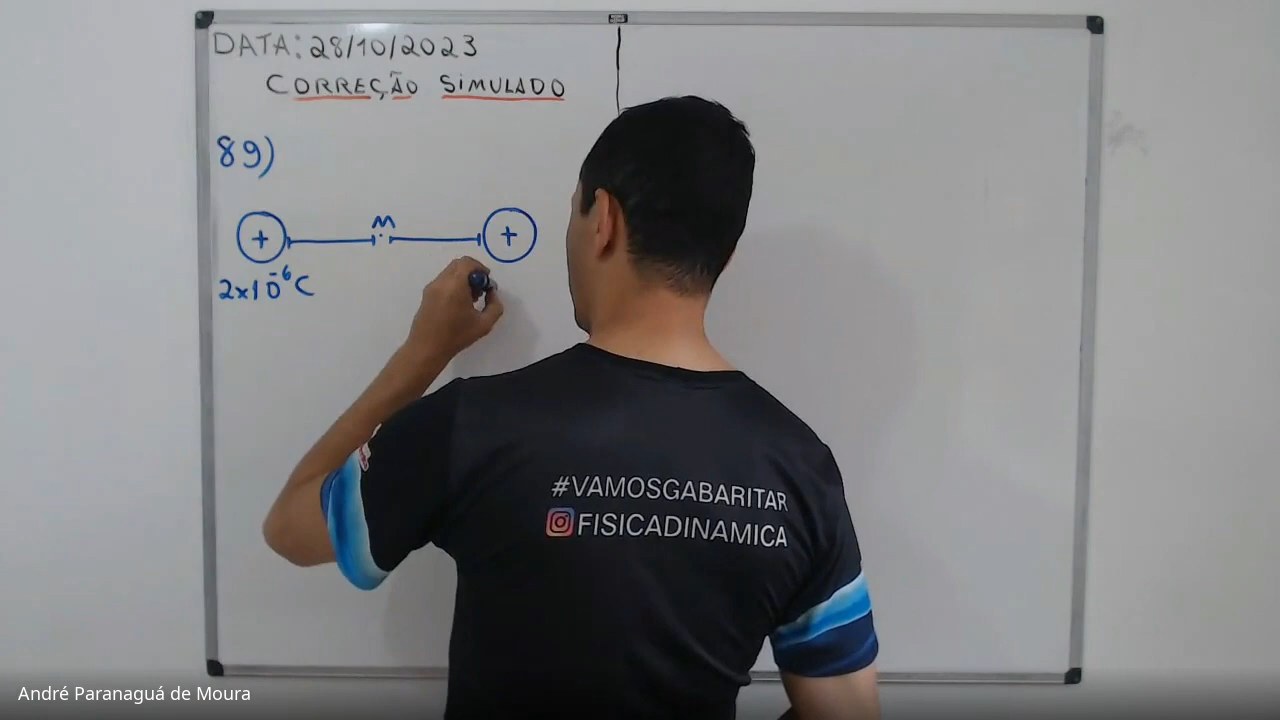 DATA: 28/10/2023
CORREÇÃO SIMULADO
89)
+ M +
2x10⁻⁶C
#VAMOSGABARITAR
FISICADINAMICA
André Paranaguá de Moura